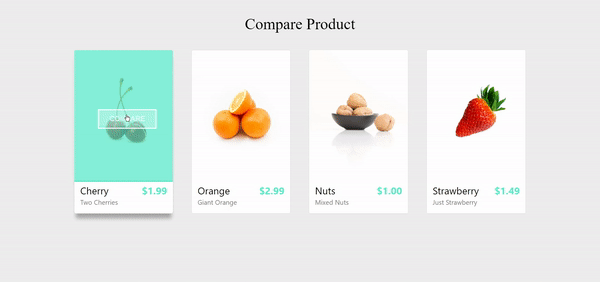 Compare Product
COMPARE
Cherry $1.99
Two Cherries
Orange $2.99
Giant Orange
Nuts $1.00
Mixed Nuts
Strawberry $1.49
Just Strawberry